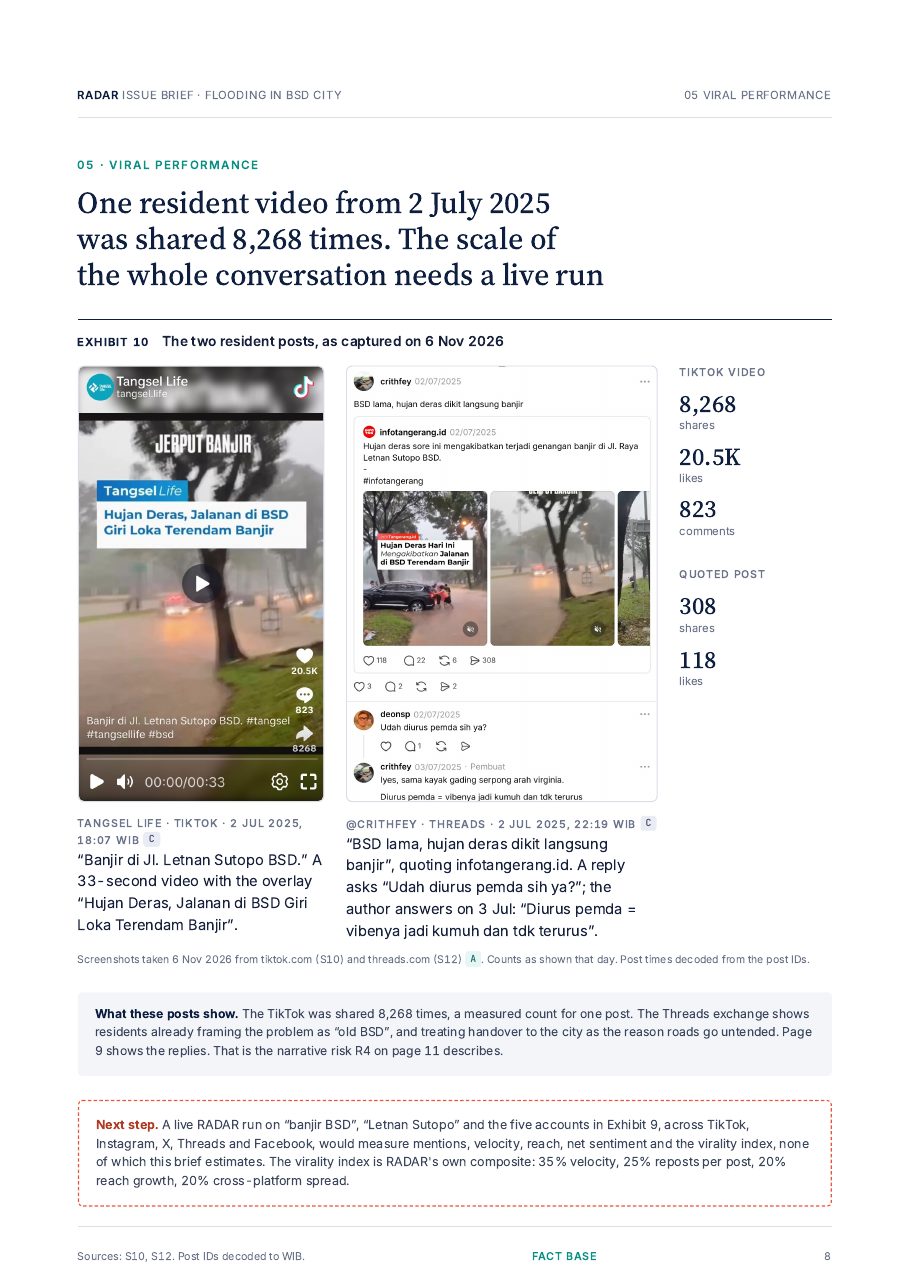 RADAR ISSUE BRIEF · FLOODING IN BSD CITY
05 VIRAL PERFORMANCE
05 · VIRAL PERFORMANCE
One resident video from 2 July 2025
was shared 8,268 times. The scale of
the whole conversation needs a live run
EXHIBIT 10 The two resident posts, as captured on 6 Nov 2026
Tangsel Life
tangsel.life
JERPUT BANJIR
Tangsel Life
Hujan Deras, Jalanan di BSD
Giri Loka Terendam Banjir
20.5K
823
Banjir di Jl. Letnan Sutopo BSD. #tangsel
#tangsellife #bsd
8268
00:00/00:33
crithfey 02/07/2025
BSD lama, hujan deras dikit langsung banjir
infotangerang.id 02/07/2025
Hujan deras sore ini mengakibatkan terjadi genangan banjir di Jl. Raya
Letnan Sutopo BSD.
-
#infotangerang
infoTangerang.id
Hujan Deras Hari Ini
Mengakibatkan Jalanan
di BSD Terendam Banjir
JERPUT BANJIR
118 22 6 308
3 2 2
deonsp 02/07/2025
Udah diurus pemda sih ya?
1
crithfey 03/07/2025 · Pembuat
Iyes, sama kayak gading serpong arah virginia.
Diurus pemda = vibenya jadi kumuh dan tdk terurus
TIKTOK VIDEO
8,268
shares
20.5K
likes
823
comments
QUOTED POST
308
shares
118
likes
TANGSEL LIFE · TIKTOK · 2 JUL 2025,
18:07 WIB C
“Banjir di Jl. Letnan Sutopo BSD.” A
33-second video with the overlay
“Hujan Deras, Jalanan di BSD Giri
Loka Terendam Banjir”.
@CRITHFEY · THREADS · 2 JUL 2025, 22:19 WIB C
“BSD lama, hujan deras dikit langsung
banjir”, quoting infotangerang.id. A reply
asks “Udah diurus pemda sih ya?”; the
author answers on 3 Jul: “Diurus pemda =
vibenya jadi kumuh dan tdk terurus”.
Screenshots taken 6 Nov 2026 from tiktok.com (S10) and threads.com (S12) A . Counts as shown that day. Post times decoded from the post IDs.
What these posts show. The TikTok was shared 8,268 times, a measured count for one post. The Threads exchange shows
residents already framing the problem as “old BSD”, and treating handover to the city as the reason roads go untended. Page
9 shows the replies. That is the narrative risk R4 on page 11 describes.
Next step. A live RADAR run on “banjir BSD”, “Letnan Sutopo” and the five accounts in Exhibit 9, across TikTok,
Instagram, X, Threads and Facebook, would measure mentions, velocity, reach, net sentiment and the virality index, none
of which this brief estimates. The virality index is RADAR's own composite: 35% velocity, 25% reposts per post, 20%
reach growth, 20% cross-platform spread.
Sources: S10, S12. Post IDs decoded to WIB.
FACT BASE
8